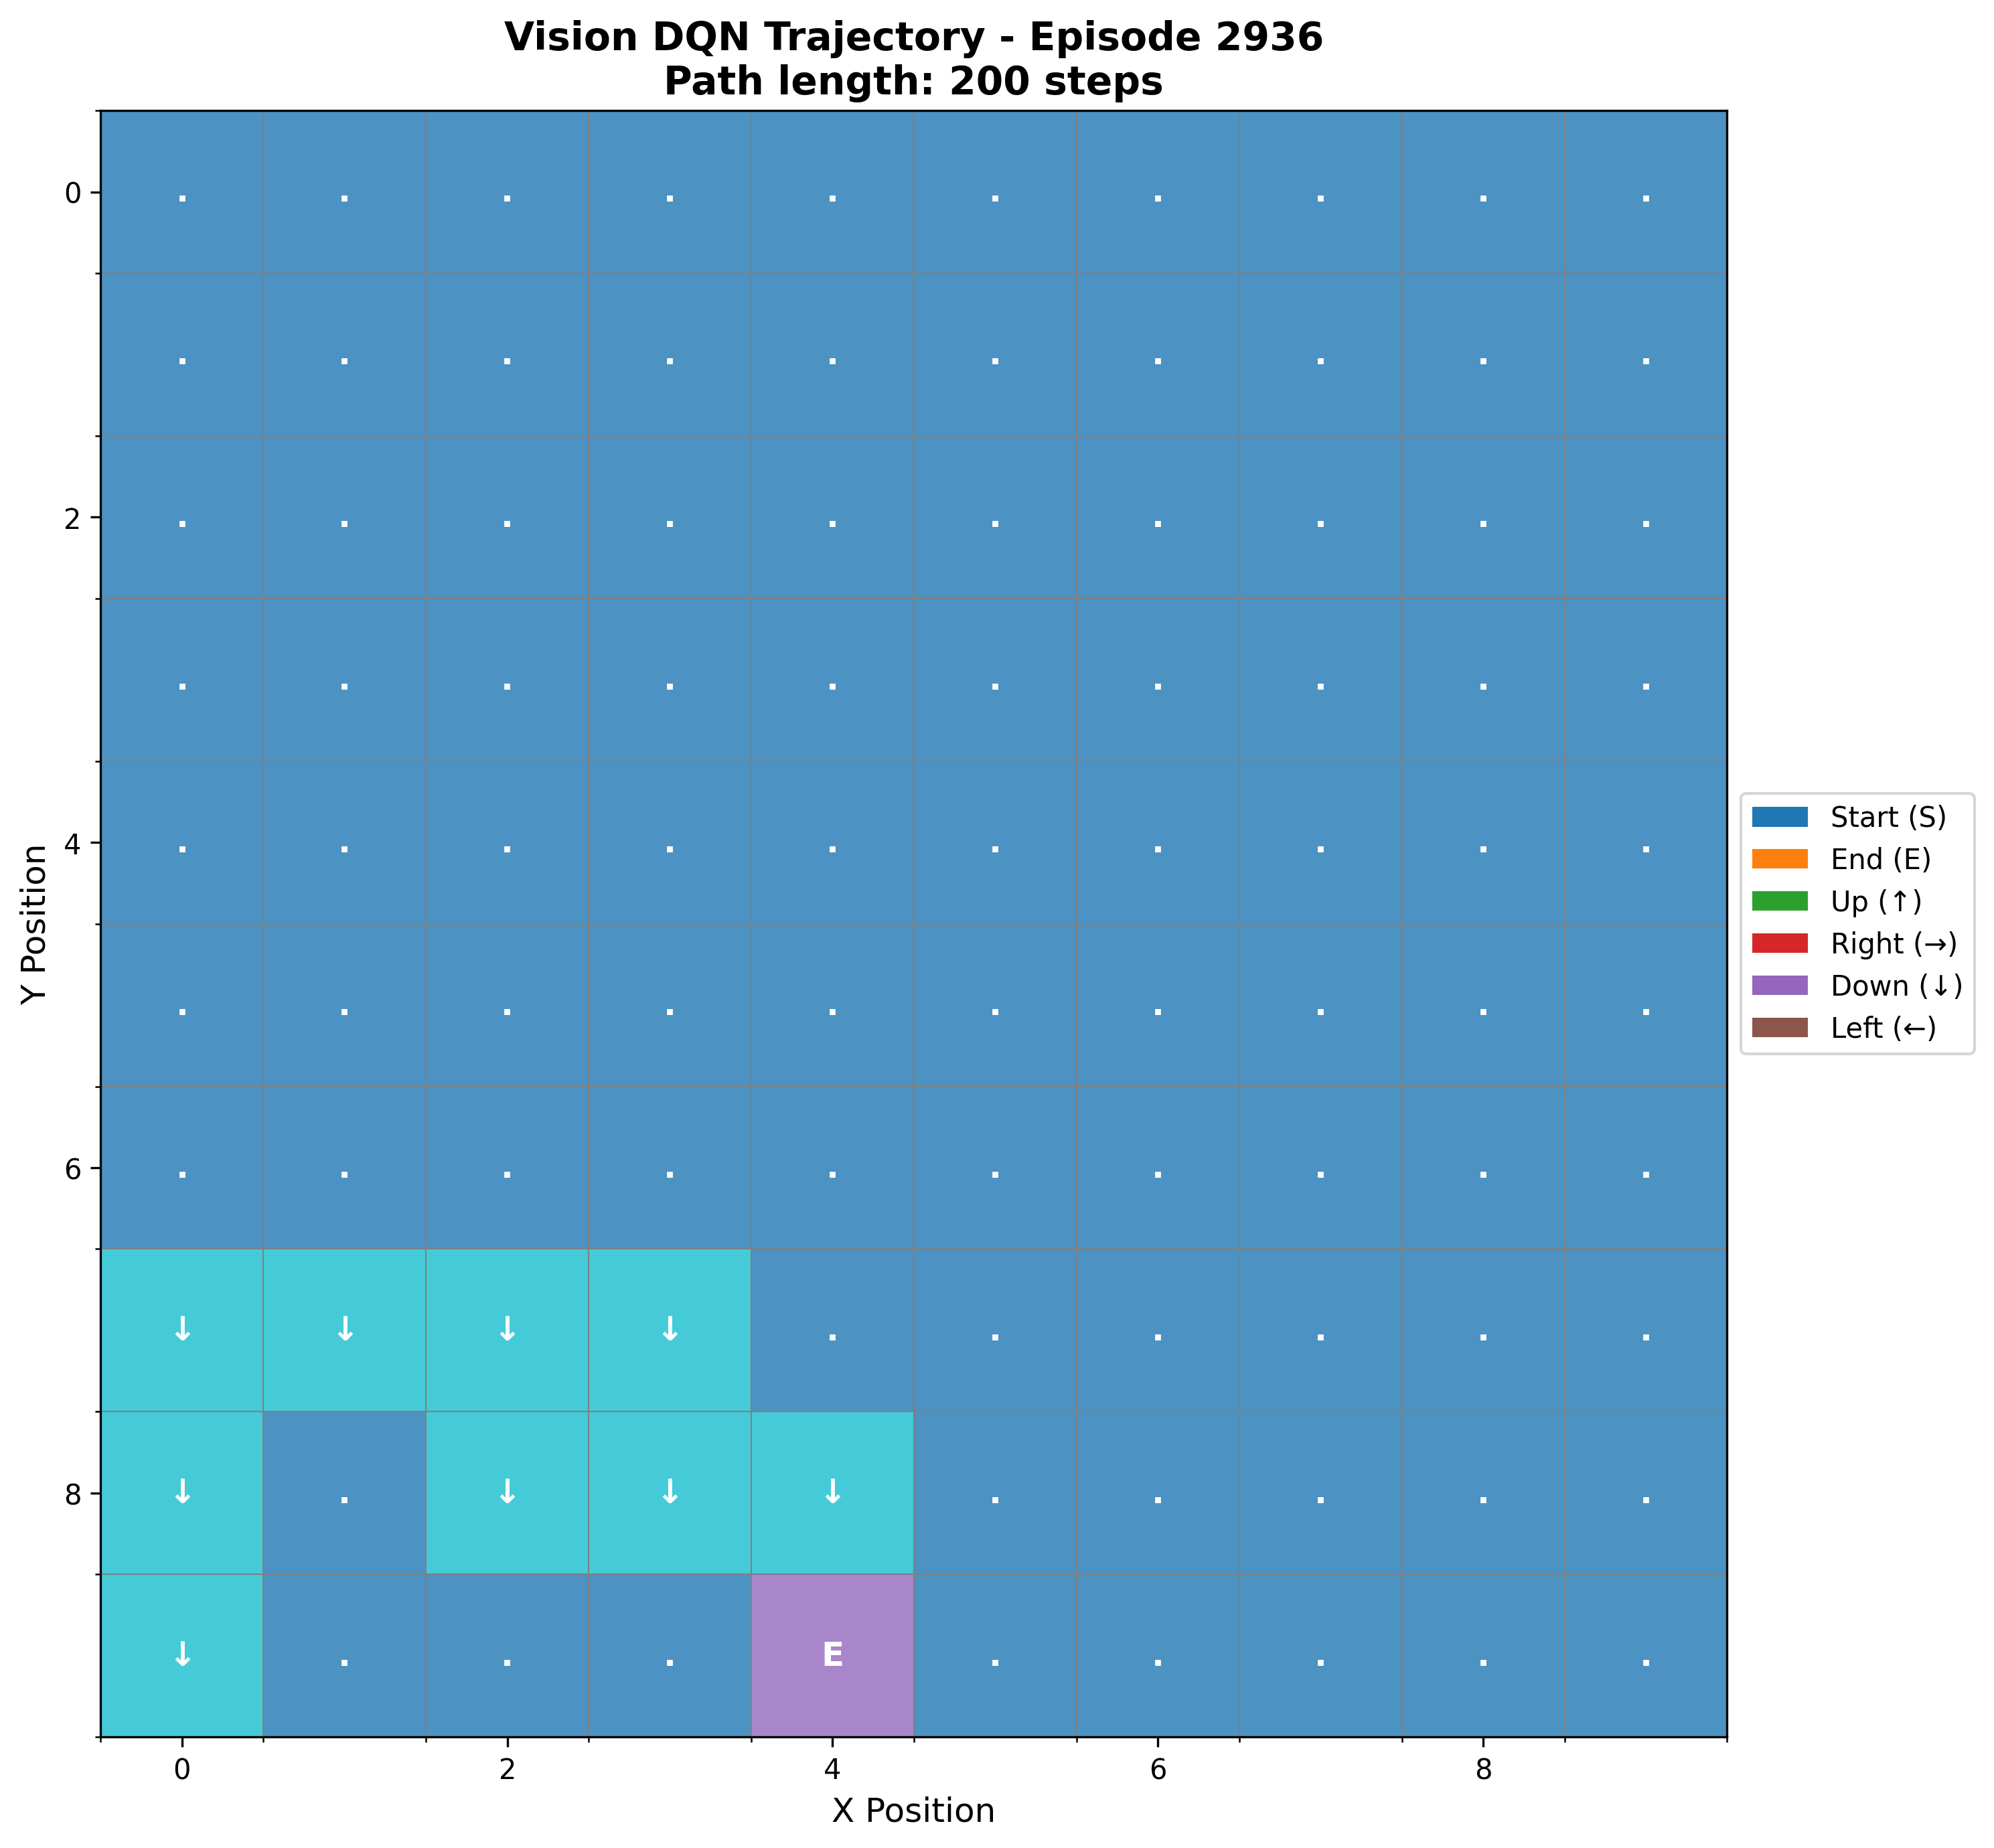 Vision DQN Trajectory - Episode 2936
Path length: 200 steps
Y Position
0
. . . . . . . . . .
. . . . . . . . . .
2
. . . . . . . . . .
. . . . . . . . . .
4
. . . . . . . . . .
. . . . . . . . . .
6
. . . . . . . . . .
↓ ↓ ↓ ↓ . . . . . .
8
↓ . ↓ ↓ ↓ . . . . .
↓ . . . E . . . . .
0 2 4 6 8
X Position
Start (S)
End (E)
Up (↑)
Right (→)
Down (↓)
Left (←)